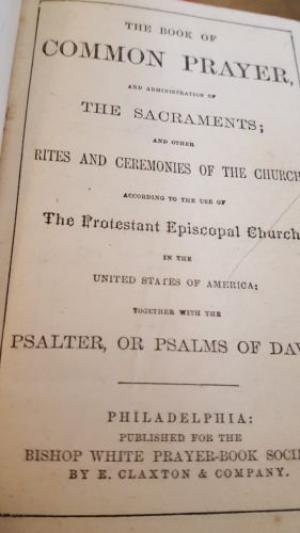 THE BOOK OF
COMMON PRAYER,
AND ADMINISTRATION OF
THE SACRAMENTS;
AND OTHER
RITES AND CEREMONIES OF THE CHURCH
ACCORDING TO THE USE OF
The Protestant Episcopal Church
IN THE
UNITED STATES OF AMERICA:
TOGETHER WITH THE
PSALTER, OR PSALMS OF DAV
PHILADELPHIA:
PUBLISHED FOR THE
BISHOP WHITE PRAYER-BOOK SOCI
BY E. CLAXTON & COMPANY.